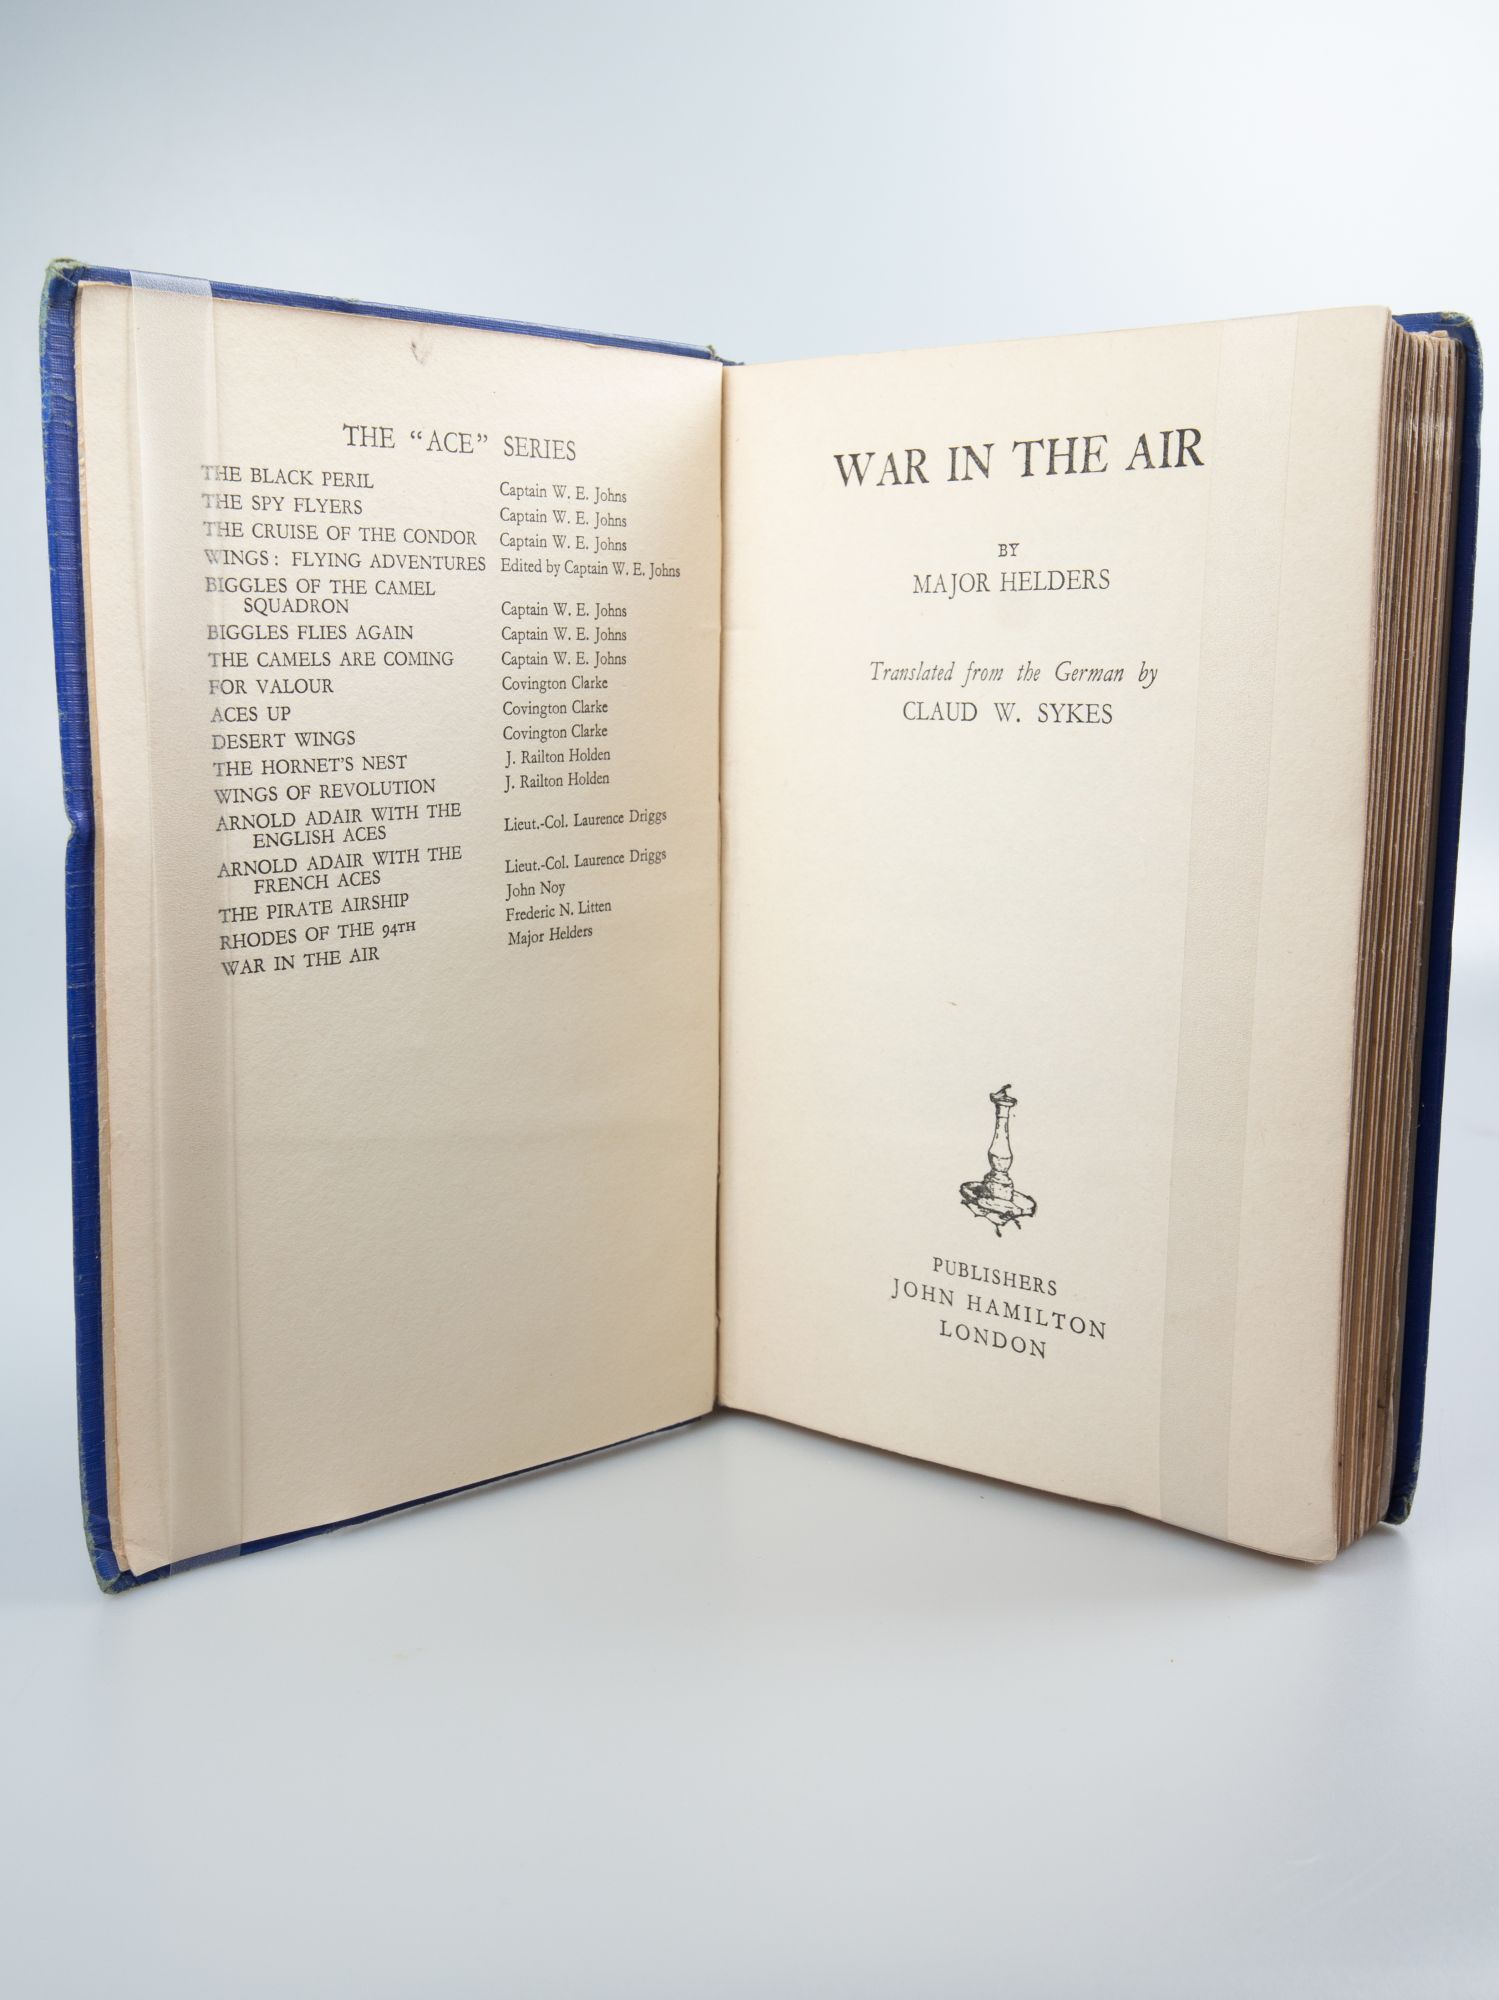 THE "ACE" SERIES
THE BLACK PERIL Captain W. E. Johns
THE SPY FLYERS Captain W. E. Johns
THE CRUISE OF THE CONDOR Captain W. E. Johns
WINGS: FLYING ADVENTURES Edited by Captain W. E. Johns
BIGGLES OF THE CAMEL
SQUADRON Captain W. E. Johns
BIGGLES FLIES AGAIN Captain W. E. Johns
THE CAMELS ARE COMING Captain W. E. Johns
FOR VALOUR Covington Clarke
ACES UP Covington Clarke
DESERT WINGS Covington Clarke
THE HORNET'S NEST J. Railton Holden
WINGS OF REVOLUTION J. Railton Holden
ARNOLD ADAIR WITH THE
ENGLISH ACES Lieut.-Col. Laurence Driggs
ARNOLD ADAIR WITH THE
FRENCH ACES Lieut.-Col. Laurence Driggs
THE PIRATE AIRSHIP John Noy
RHODES OF THE 94TH Frederic N. Litten
WAR IN THE AIR Major Helders
WAR IN THE AIR
BY
MAJOR HELDERS
Translated from the German by
CLAUD W. SYKES
PUBLISHERS
JOHN HAMILTON
LONDON